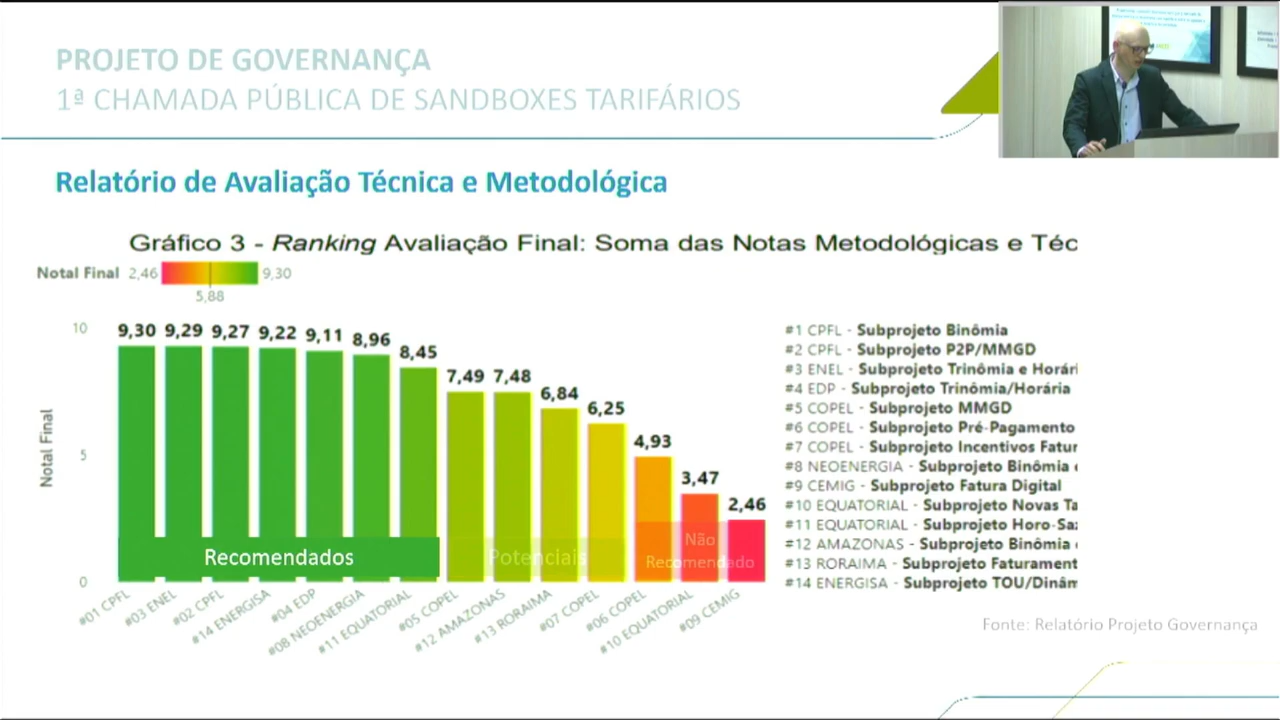 PROJETO DE GOVERNANÇA
1ª CHAMADA PÚBLICA DE SANDBOXES TARIFÁRIOS
Relatório de Avaliação Técnica e Metodológica
Gráfico 3 - Ranking Avaliação Final: Soma das Notas Metodológicas e Téc
Notal Final 2,46 9,30
5,88
10
5
0
Notal Final
9,30 9,29 9,27 9,22 9,11 8,96 8,45 7,49 7,48 6,84 6,25 4,93 3,47 2,46
Recomendados
Potenciais
Não
Recomendado
#01 CPFL
#03 ENEL
#02 CPFL
#14 ENERGISA
#04 EDP
#08 NEOENERGIA
#11 EQUATORIAL
#05 COPEL
#12 AMAZONAS
#13 RORAIMA
#07 COPEL
#06 COPEL
#10 EQUATORIAL
#09 CEMIG
#1 CPFL - Subprojeto Binômia
#2 CPFL - Subprojeto P2P/MMGD
#3 ENEL - Subprojeto Trinômia e Horári
#4 EDP - Subprojeto Trinômia/Horária
#5 COPEL - Subprojeto MMGD
#6 COPEL - Subprojeto Pré-Pagamento
#7 COPEL - Subprojeto Incentivos Fatur
#8 NEOENERGIA - Subprojeto Binômia e
#9 CEMIG - Subprojeto Fatura Digital
#10 EQUATORIAL - Subprojeto Novas Ta
#11 EQUATORIAL - Subprojeto Horo-Saz
#12 AMAZONAS - Subprojeto Binômia
#13 RORAIMA - Subprojeto Faturament
#14 ENERGISA - Subprojeto TOU/Dinâm
Fonte: Relatório Projeto Governança